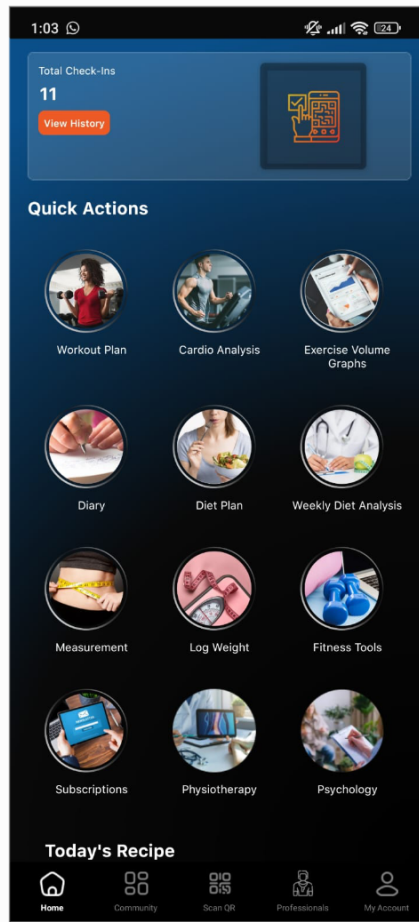 1:03 24
Total Check-Ins
11
View History
Quick Actions
Workout Plan
Cardio Analysis
Exercise Volume
Graphs
Diary
Diet Plan
Weekly Diet Analysis
Measurement
Log Weight
Fitness Tools
Subscriptions
Physiotherapy
Psychology
Today's Recipe
Home
Community
Scan QR
Professionals
My Account